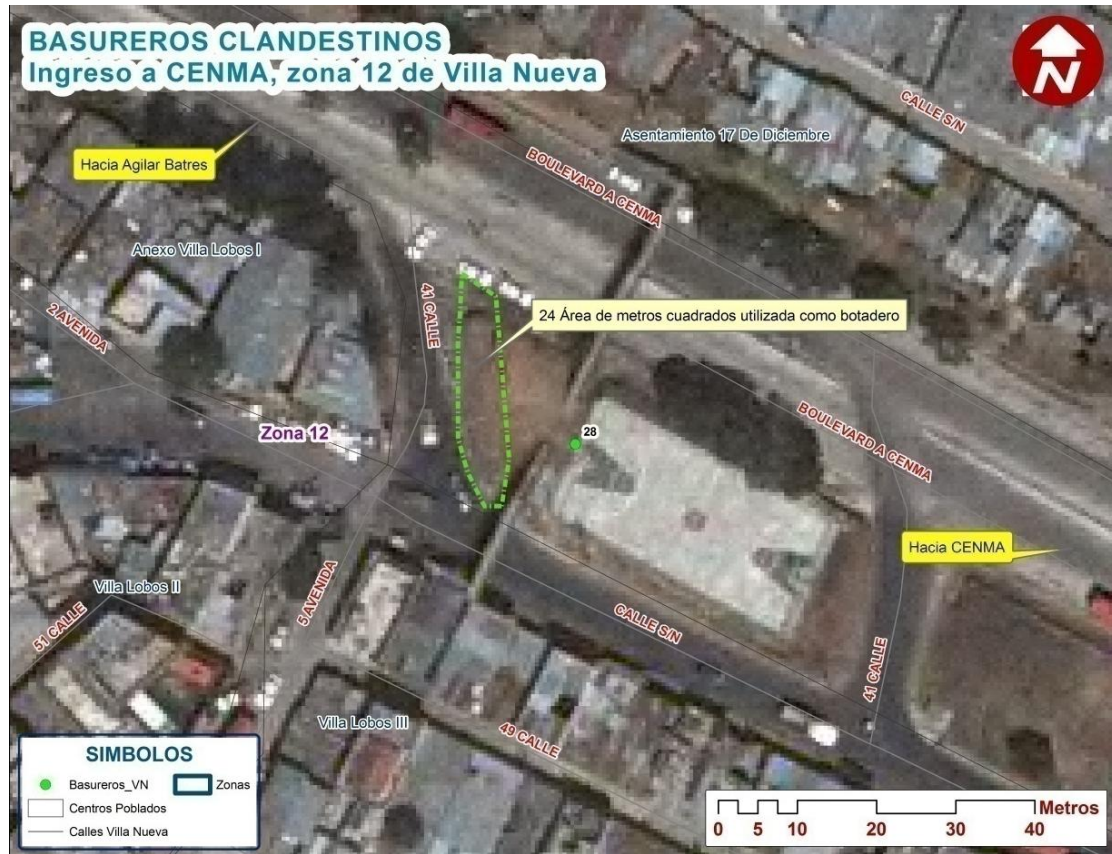 BASUREROS CLANDESTINOS
Ingreso a CENMA, zona 12 de Villa Nueva
N
CALLE S/N
Asentamiento 17 De Diciembre
Hacia Agilar Batres
BOULEVARD A CENMA
Anexo Villa Lobos I
41 CALLE
2 AVENIDA
24 Área de metros cuadrados utilizada como botadero
Zona 12
28
BOULEVARD A CENMA
Hacia CENMA
Villa Lobos II
51 CALLE
5 AVENIDA
CALLE S/N
41 CALLE
Villa Lobos III
49 CALLE
SIMBOLOS
Basureros_VN
Zonas
Centros Poblados
Calles Villa Nueva
Metros
0 5 10 20 30 40